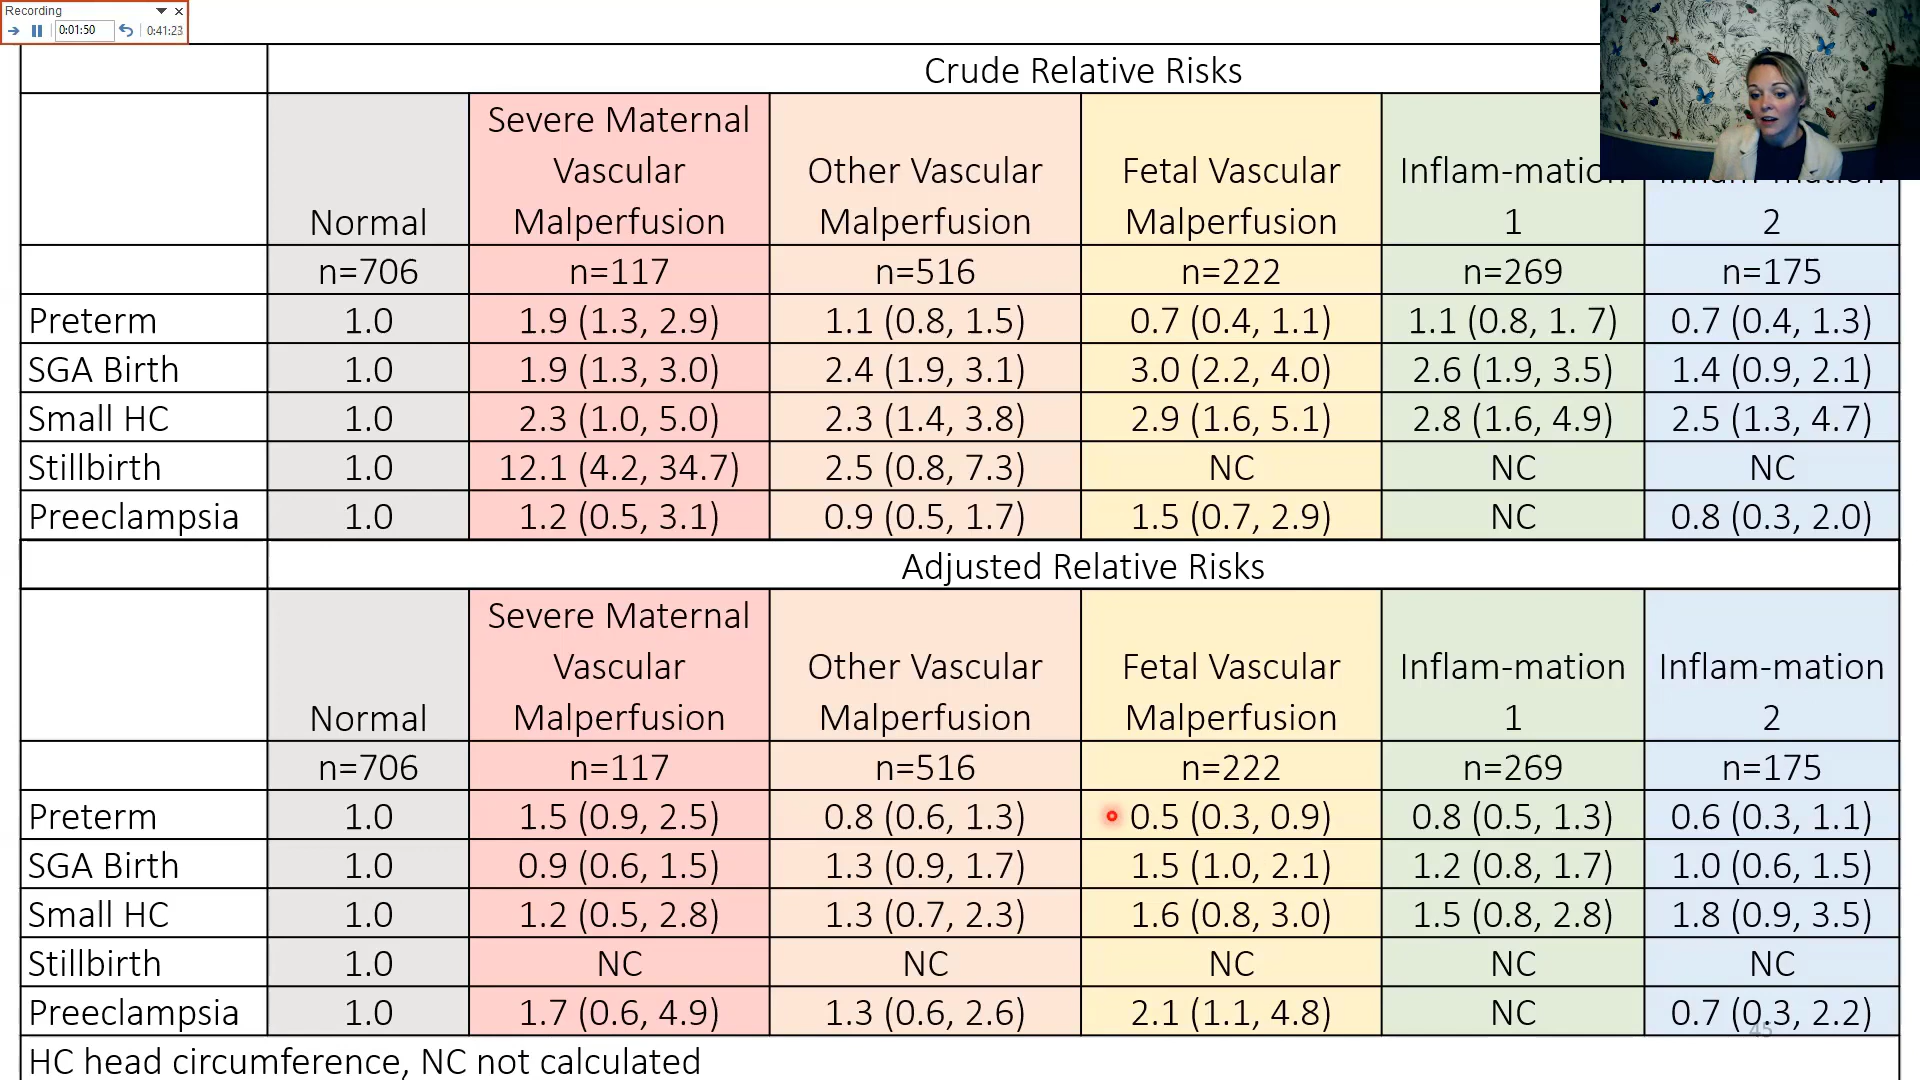 Recording
0:01:50 0:41:23
Crude Relative Risks
Normal Severe Maternal Vascular Malperfusion Other Vascular Malperfusion Fetal Vascular Malperfusion Inflam-mation 1 Inflam-mation 2
n=706 n=117 n=516 n=222 n=269 n=175
Preterm 1.0 1.9 (1.3, 2.9) 1.1 (0.8, 1.5) 0.7 (0.4, 1.1) 1.1 (0.8, 1. 7) 0.7 (0.4, 1.3)
SGA Birth 1.0 1.9 (1.3, 3.0) 2.4 (1.9, 3.1) 3.0 (2.2, 4.0) 2.6 (1.9, 3.5) 1.4 (0.9, 2.1)
Small HC 1.0 2.3 (1.0, 5.0) 2.3 (1.4, 3.8) 2.9 (1.6, 5.1) 2.8 (1.6, 4.9) 2.5 (1.3, 4.7)
Stillbirth 1.0 12.1 (4.2, 34.7) 2.5 (0.8, 7.3) NC NC NC
Preeclampsia 1.0 1.2 (0.5, 3.1) 0.9 (0.5, 1.7) 1.5 (0.7, 2.9) NC 0.8 (0.3, 2.0)
Adjusted Relative Risks
Normal Severe Maternal Vascular Malperfusion Other Vascular Malperfusion Fetal Vascular Malperfusion Inflam-mation 1 Inflam-mation 2
n=706 n=117 n=516 n=222 n=269 n=175
Preterm 1.0 1.5 (0.9, 2.5) 0.8 (0.6, 1.3) 0.5 (0.3, 0.9) 0.8 (0.5, 1.3) 0.6 (0.3, 1.1)
SGA Birth 1.0 0.9 (0.6, 1.5) 1.3 (0.9, 1.7) 1.5 (1.0, 2.1) 1.2 (0.8, 1.7) 1.0 (0.6, 1.5)
Small HC 1.0 1.2 (0.5, 2.8) 1.3 (0.7, 2.3) 1.6 (0.8, 3.0) 1.5 (0.8, 2.8) 1.8 (0.9, 3.5)
Stillbirth 1.0 NC NC NC NC NC
Preeclampsia 1.0 1.7 (0.6, 4.9) 1.3 (0.6, 2.6) 2.1 (1.1, 4.8) NC 0.7 (0.3, 2.2)
45
HC head circumference, NC not calculated